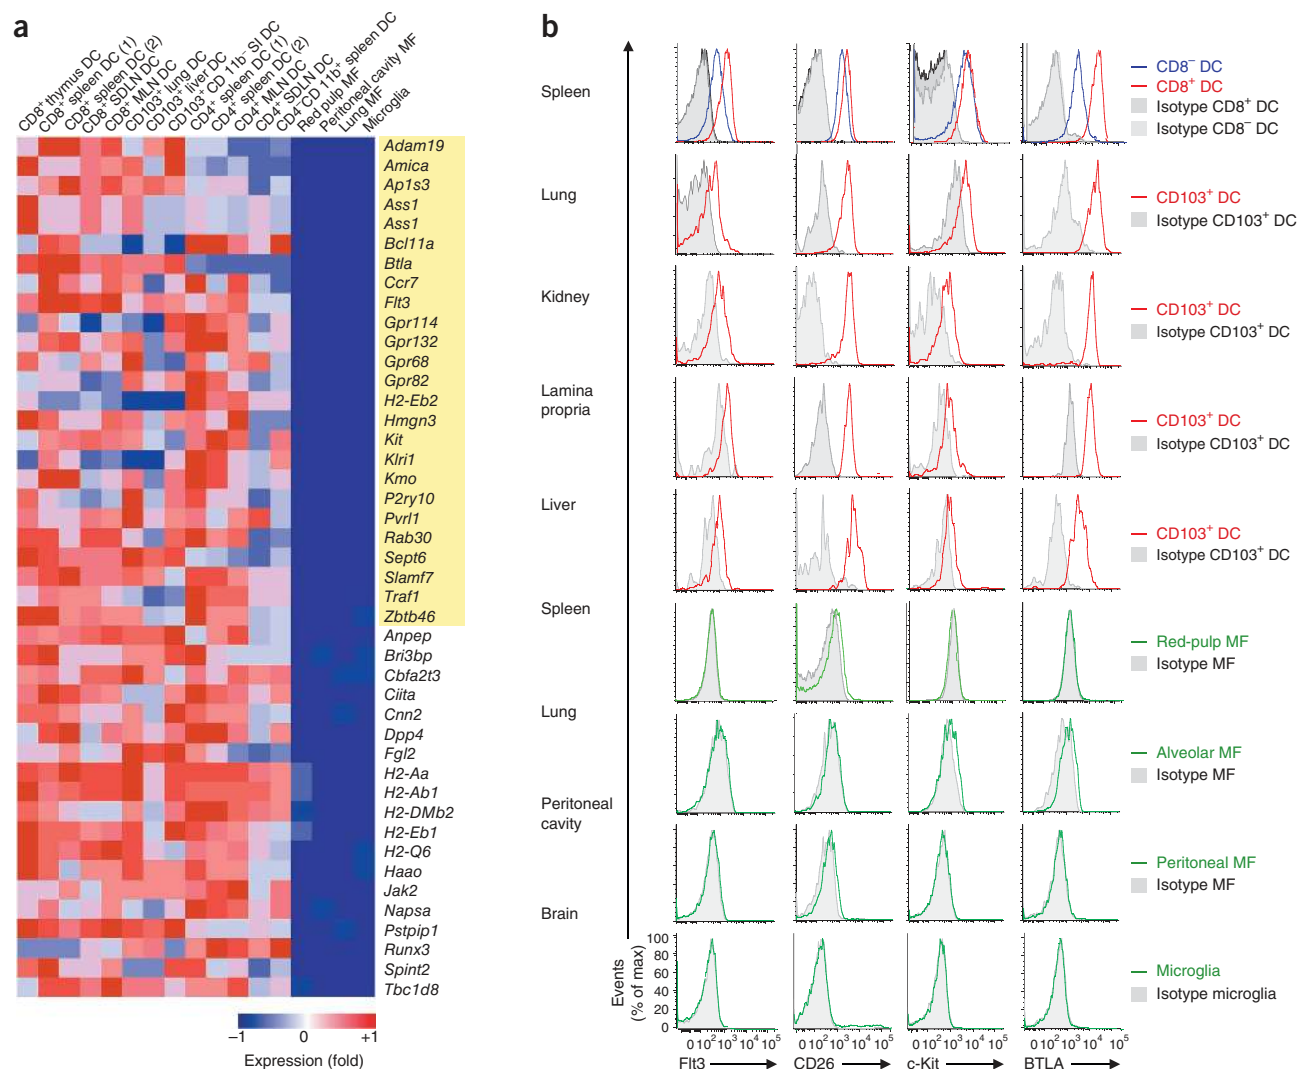 a
b
CD8+ thymus DC
CD8+ spleen DC (1)
CD8+ spleen DC (2)
CD8+ SDLN DC
CD8+ MLN DC
CD103+ lung DC
CD103+ liver DC
CD103+ CD 11b– SI DC
CD4+ spleen DC (1)
CD4+ spleen DC (2)
CD4+ MLN DC
CD4+ SDLN DC
CD4–CD 11b+ spleen DC
Red-pulp MF
Peritoneal cavity MF
Lung MF
Microglia
Adam19
Amica
Ap1s3
Ass1
Ass1
Bcl11a
Btla
Ccr7
Flt3
Gpr114
Gpr132
Gpr68
Gpr82
H2-Eb2
Hmgn3
Kit
Klri1
Kmo
P2ry10
Pvrl1
Rab30
Sept6
Slamf7
Traf1
Zbtb46
Anpep
Bri3bp
Cbfa2t3
Ciita
Cnn2
Dpp4
Fgl2
H2-Aa
H2-Ab1
H2-DMb2
H2-Eb1
H2-Q6
Haao
Jak2
Napsa
Pstpip1
Runx3
Spint2
Tbc1d8
–1 0 +1
Expression (fold)
Spleen
CD8– DC
CD8+ DC
Isotype CD8+ DC
Isotype CD8– DC
Lung
CD103+ DC
Isotype CD103+ DC
Kidney
CD103+ DC
Isotype CD103+ DC
Lamina
propria
CD103+ DC
Isotype CD103+ DC
Liver
CD103+ DC
Isotype CD103+ DC
Spleen
Red-pulp MF
Isotype MF
Lung
Alveolar MF
Isotype MF
Peritoneal
cavity
Peritoneal MF
Isotype MF
Brain
Microglia
Isotype microglia
Events
(% of max)
100
80
60
40
20
0
0 10² 10³ 10⁴ 10⁵ 0 10² 10³ 10⁴ 10⁵ 0 10² 10³ 10⁴ 10⁵ 0 10² 10³ 10⁴ 10⁵
Flt3 CD26 c-Kit BTLA